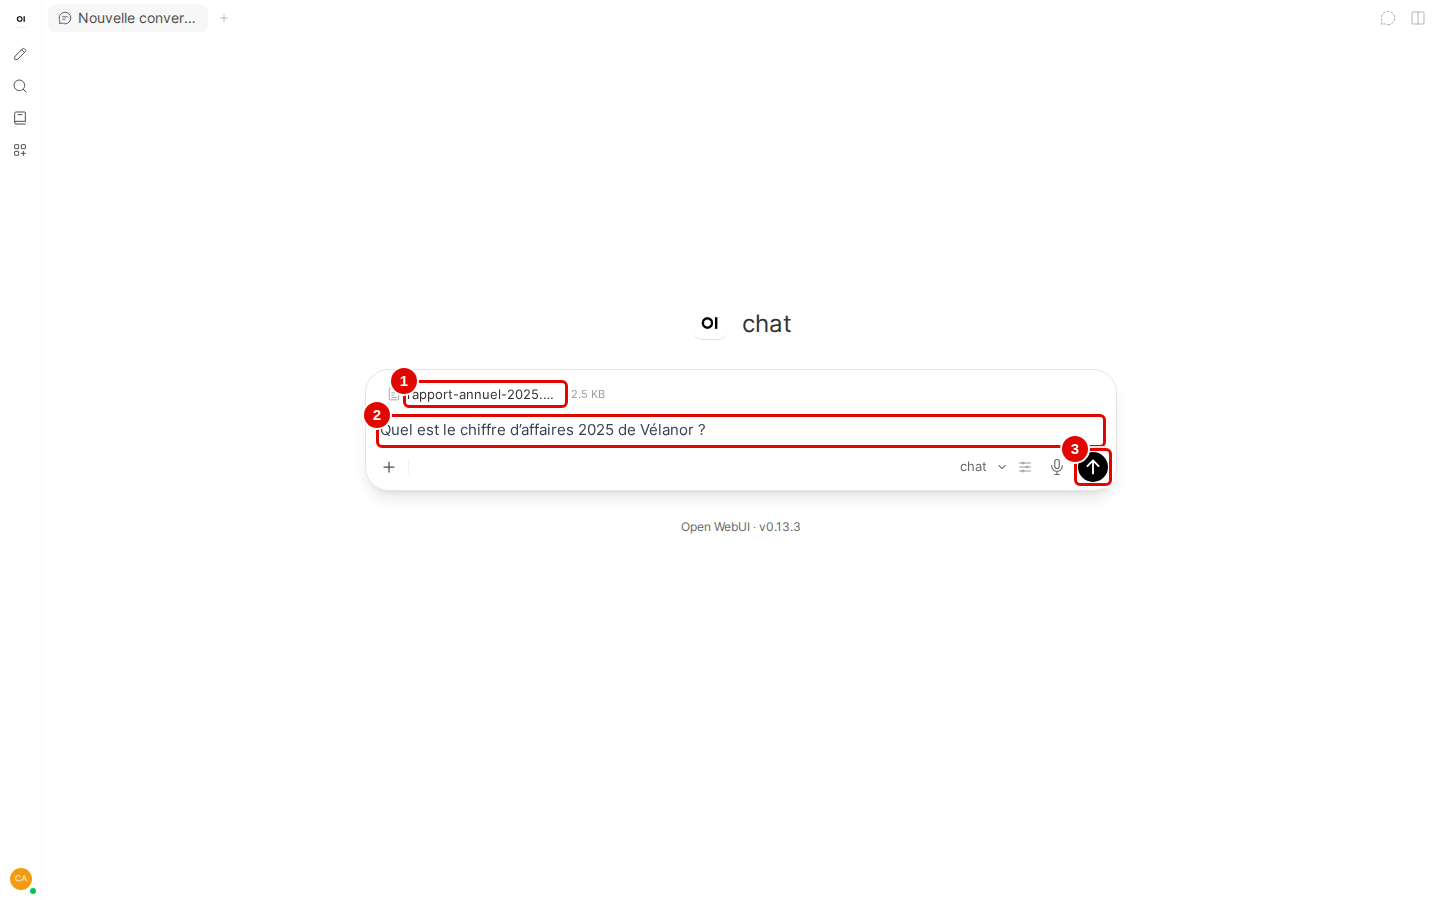 OI
Nouvelle conver...
OI chat
1
rapport-annuel-2025.... 2.5 KB
2
Quel est le chiffre d’affaires 2025 de Vélanor ?
3
chat
Open WebUI · v0.13.3
CA